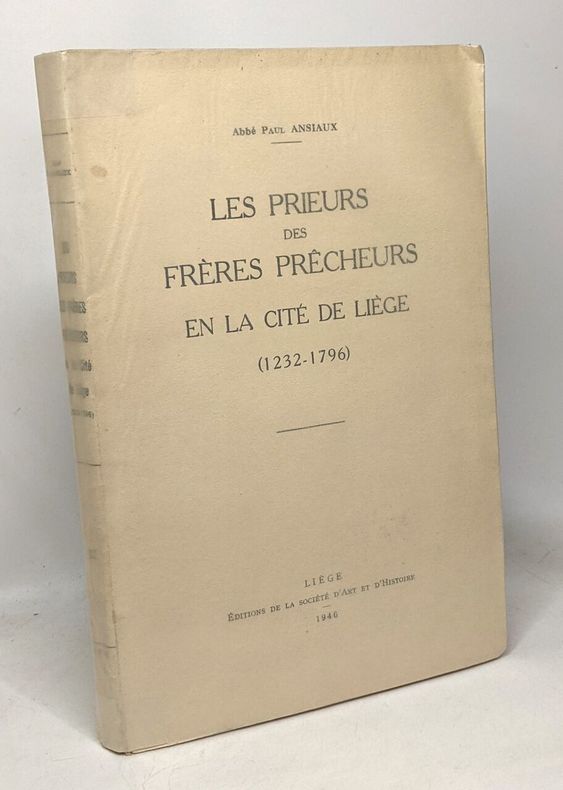 Abbé PAUL ANSIAUX
LES PRIEURS
DES
FRÈRES PRÊCHEURS
EN LA CITÉ DE LIÈGE
(1232-1796)
LIÉGE
ÉDITIONS DE LA SOCIÉTÉ D'ART ET D'HISTOIRE
1946